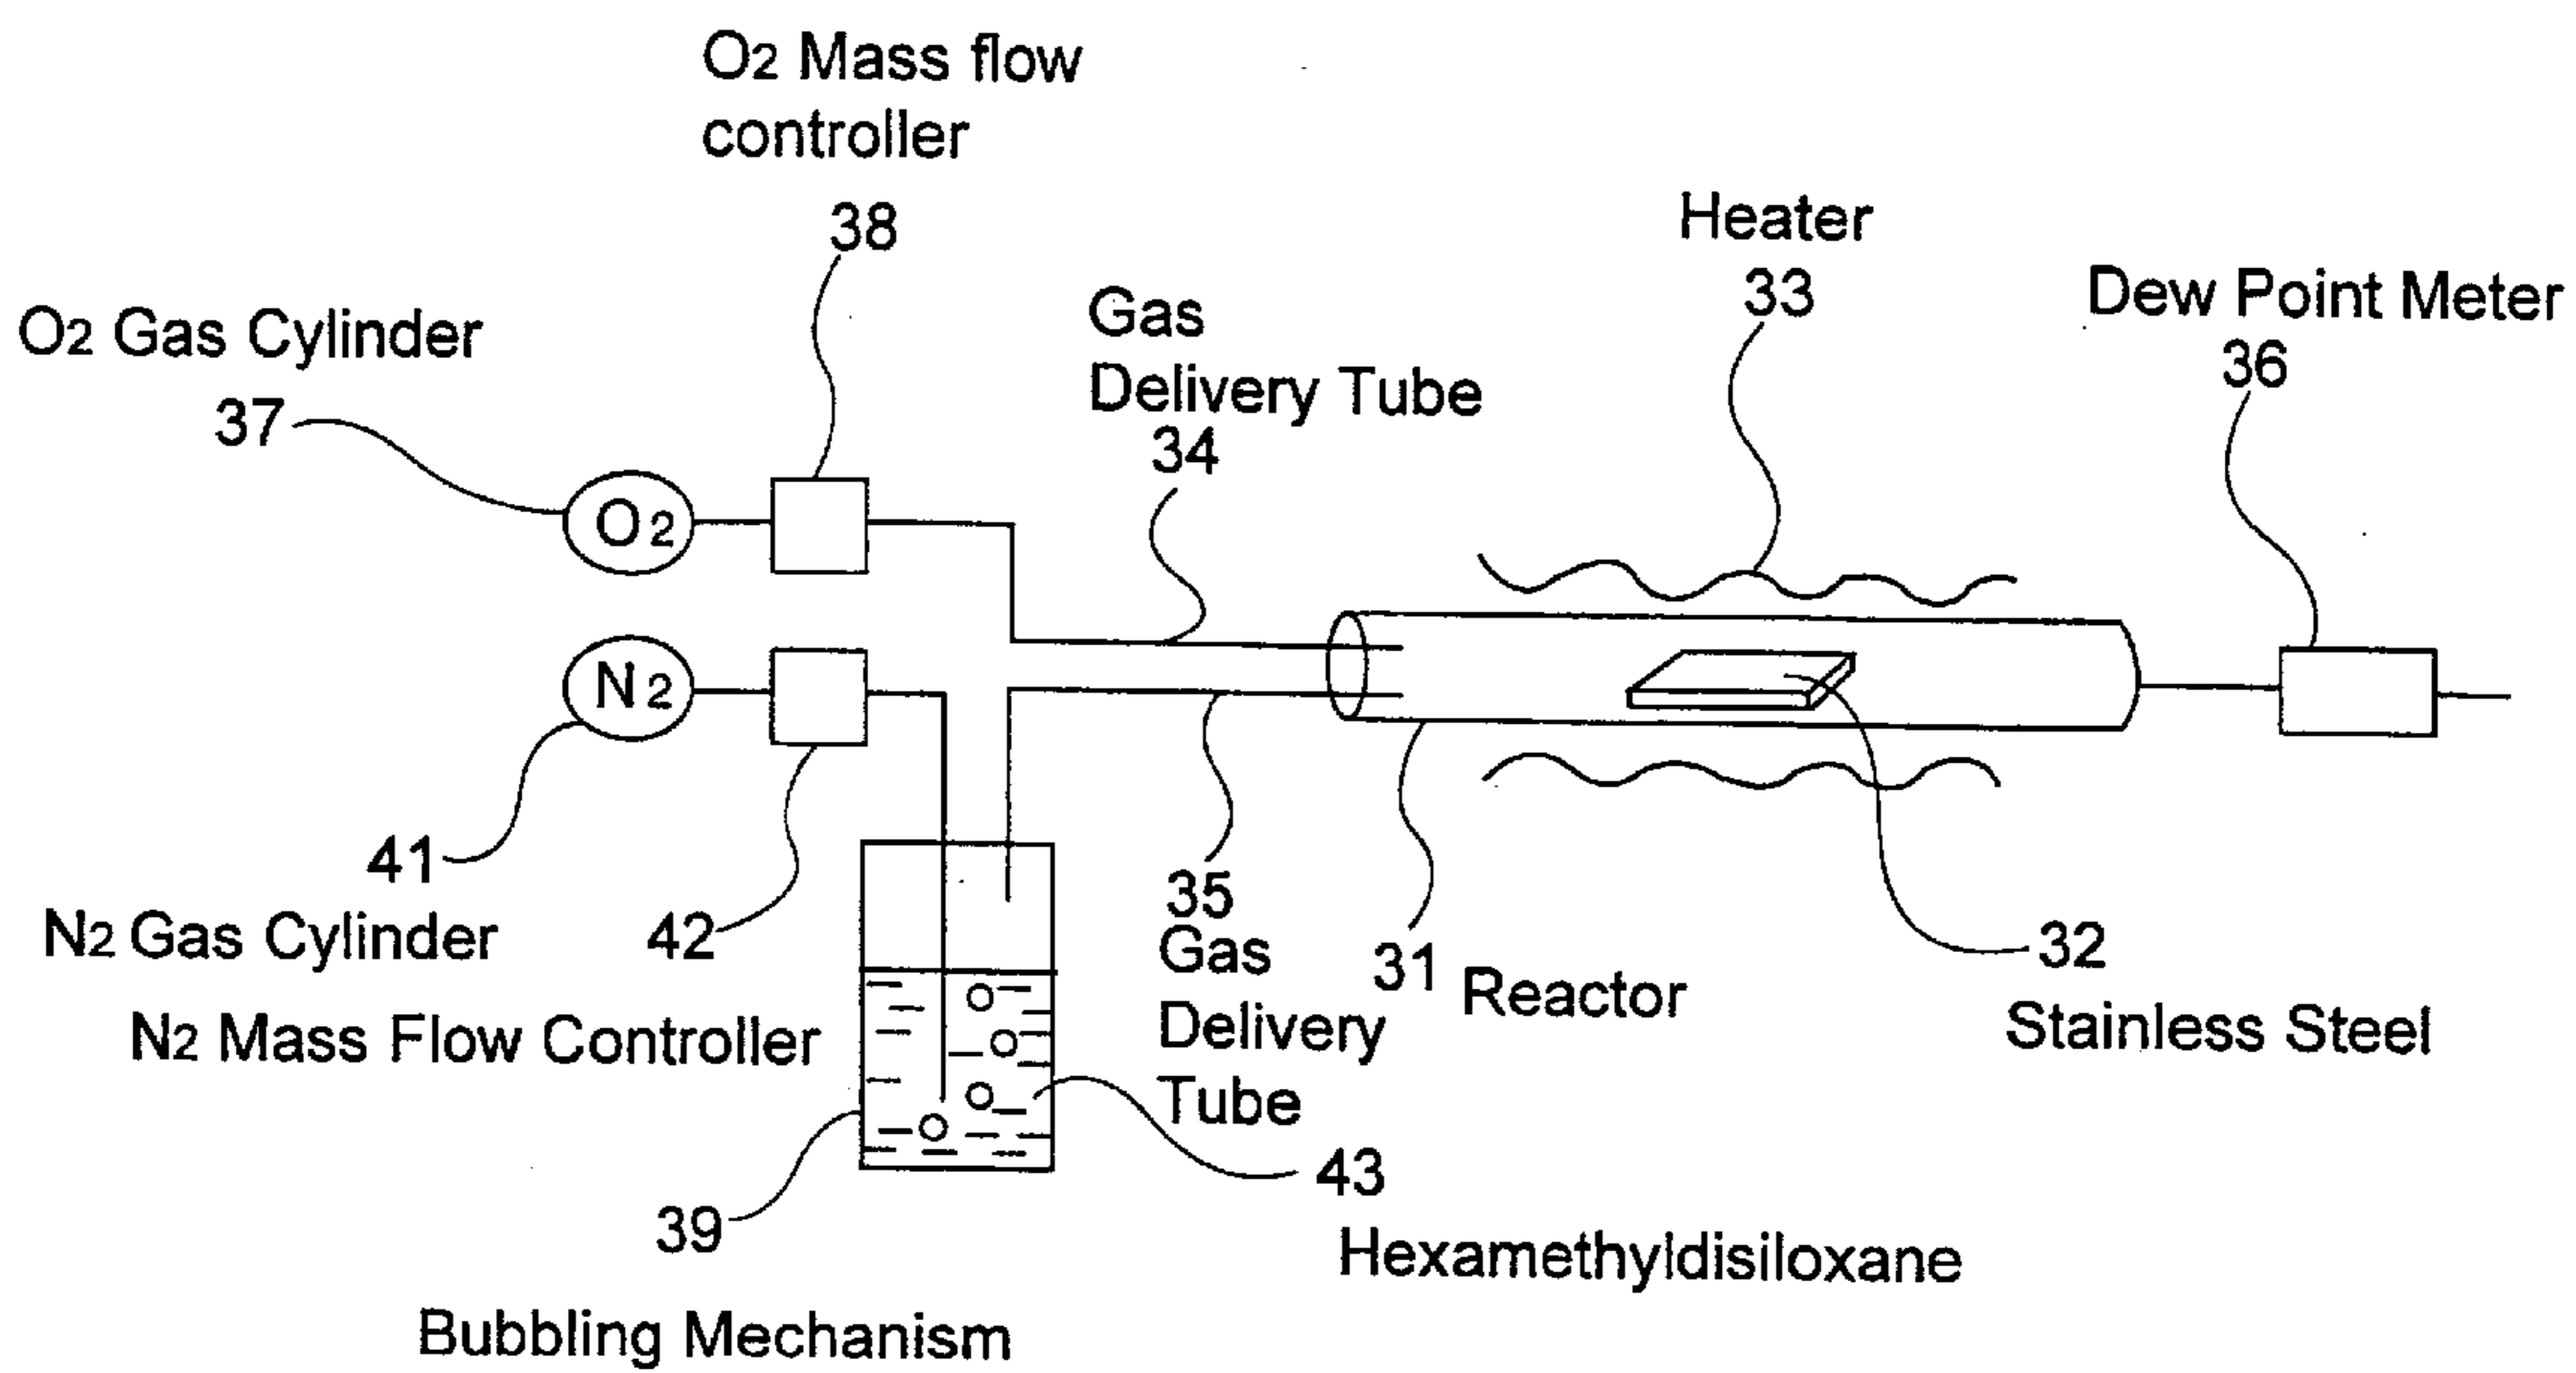 O2 Mass flow
controller
38
Heater
33
Dew Point Meter
36
O2 Gas Cylinder
37
Gas
Delivery Tube
34
O2
N2
41
N2 Gas Cylinder
42
N2 Mass Flow Controller
35
Gas
Delivery
Tube
31 Reactor
32
Stainless Steel
43
Hexamethyldisiloxane
39
Bubbling Mechanism